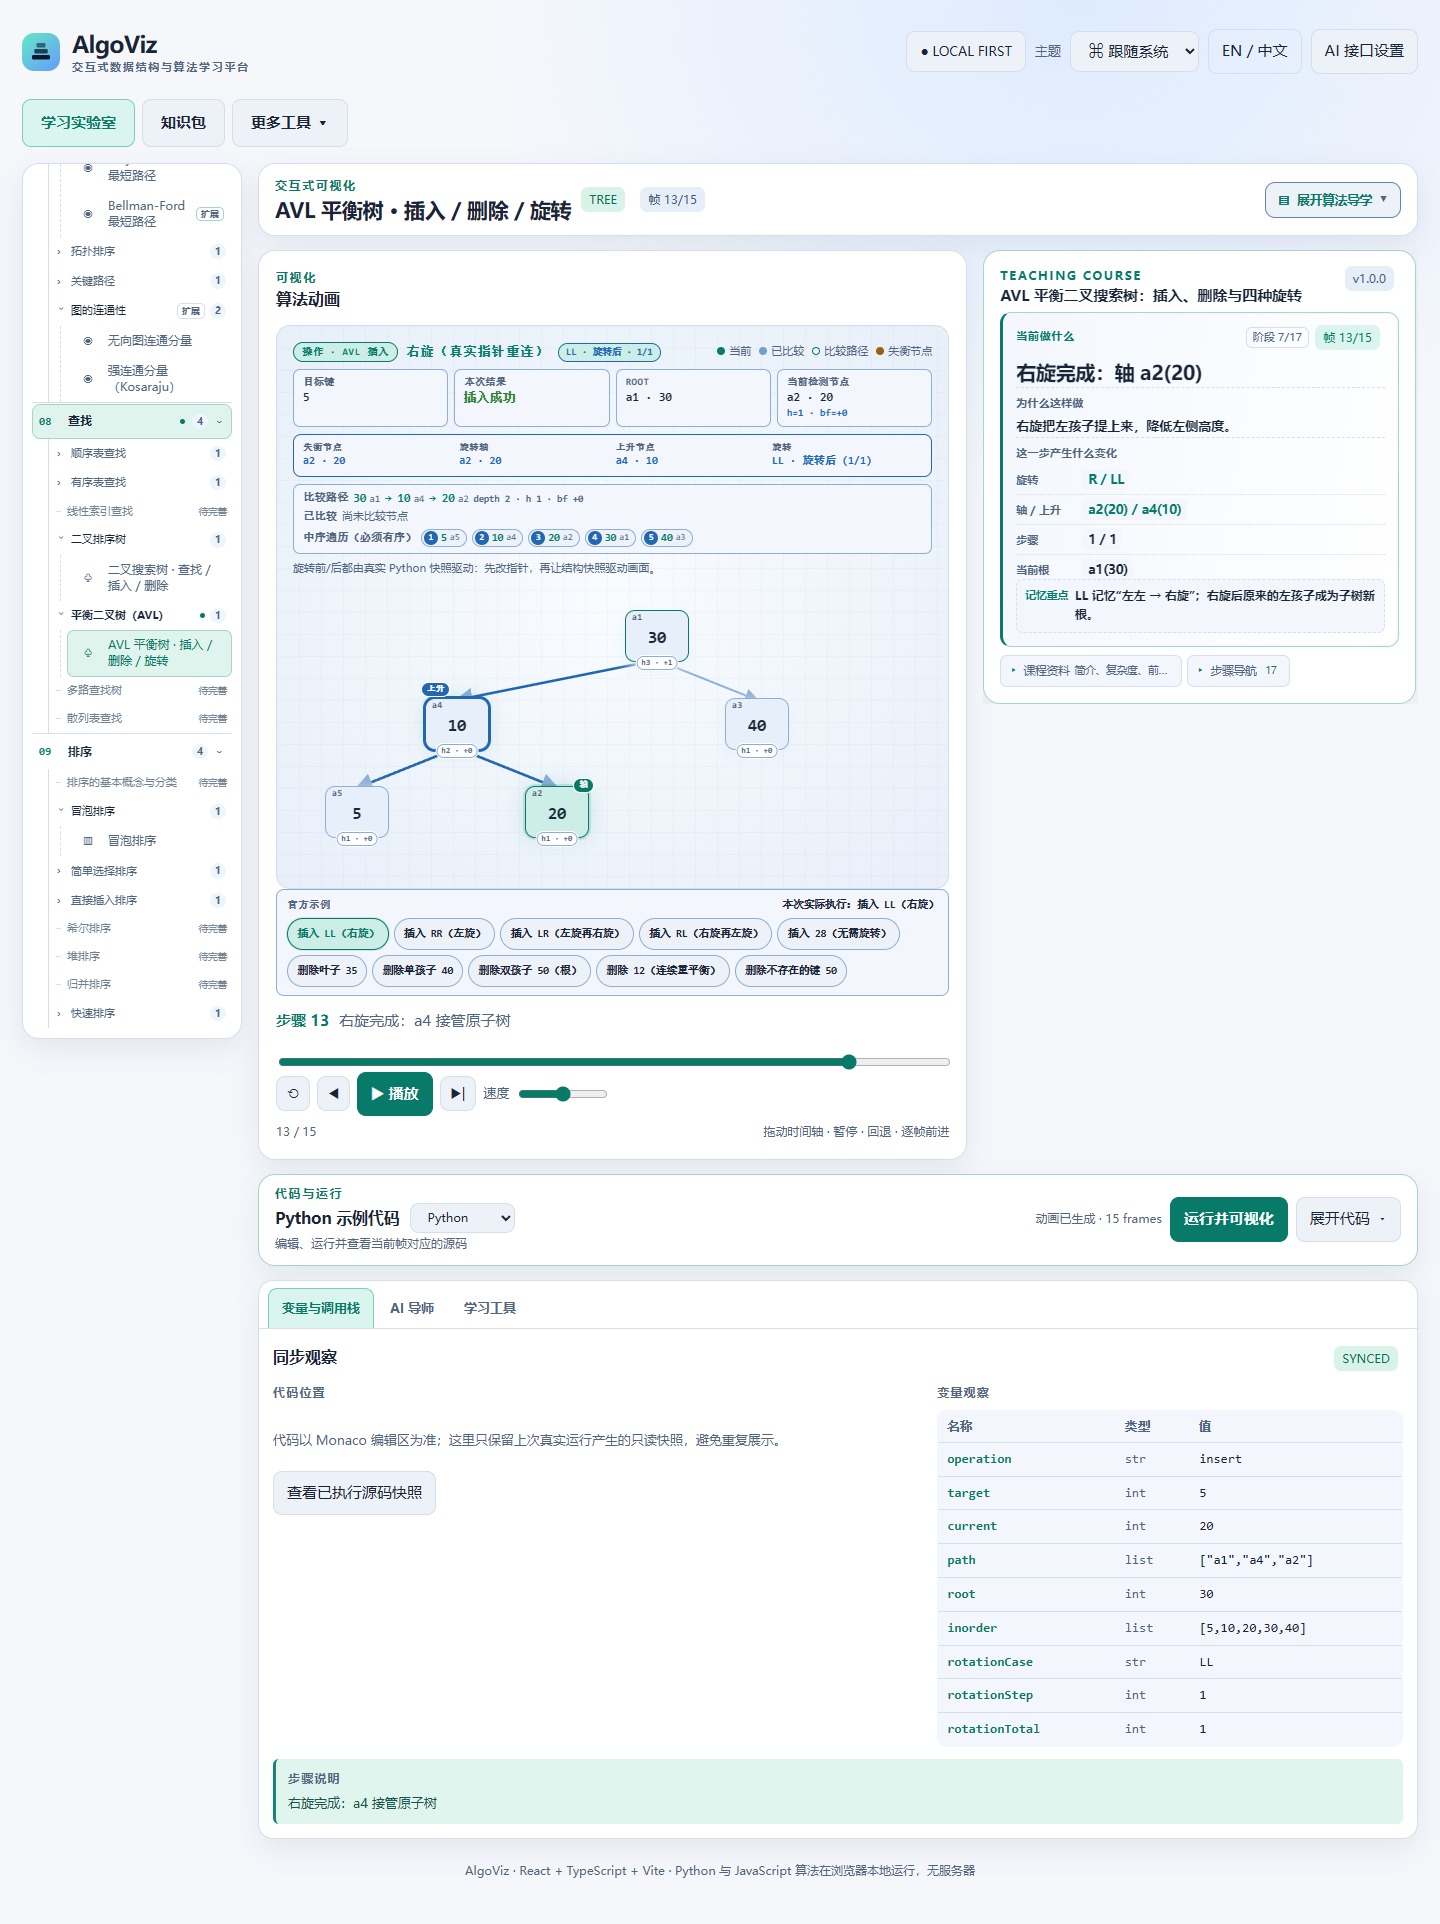 AlgoViz
交互式数据结构与算法学习平台
● LOCAL FIRST
主题
⌘ 跟随系统
EN / 中文
AI 接口设置
学习实验室
知识包
更多工具 ▾
最短路径
Bellman-Ford
最短路径
扩展
拓扑排序
1
关键路径
1
图的连通性
扩展
2
无向图连通分量
强连通分量
(Kosaraju)
08 查找
4
顺序表查找
1
有序表查找
1
线性索引查找
待完善
二叉排序树
1
二叉搜索树 · 查找 /
插入 / 删除
平衡二叉树 (AVL)
1
AVL 平衡树 · 插入 /
删除 / 旋转
多路查找树
待完善
散列表查找
待完善
09 排序
4
排序的基本概念与分类
待完善
冒泡排序
1
冒泡排序
简单选择排序
1
直接插入排序
1
希尔排序
待完善
堆排序
待完善
归并排序
待完善
快速排序
1
交互式可视化
AVL 平衡树 • 插入 / 删除 / 旋转
TREE
帧 13/15
展开算法导学 ▼
可视化
算法动画
操作 · AVL 插入
右旋（真实指针重连）
LL · 旋转后 · 1/1
当前
已比较
比较路径
失衡节点
目标键
5
本次结果
插入成功
ROOT
a1 · 30
当前检测节点
a2 · 20
h=1 · bf=+0
失衡节点
a2 · 20
旋转轴
a2 · 20
上升节点
a4 · 10
旋转
LL · 旋转后 (1/1)
比较路径 30 a1 → 10 a4 → 20 a2 depth 2 · h 1 · bf +0
已比较 尚未比较节点
中序遍历（必须有序） 1 5 a5 2 10 a4 3 20 a2 4 30 a1 5 40 a3
旋转前/后都由真实 Python 快照驱动：先改指针，再让结构快照驱动画面。
a1
30
h3 · +1
上升
a4
10
h2 · +0
a3
40
h1 · +0
a5
5
h1 · +0
轴
a2
20
h1 · +0
官方示例
本次实际执行：插入 LL（右旋）
插入 LL（右旋）
插入 RR（左旋）
插入 LR（左旋再右旋）
插入 RL（右旋再左旋）
插入 28（无需旋转）
删除叶子 35
删除单孩子 40
删除双孩子 50（根）
删除 12（连续重平衡）
删除不存在的键 50
步骤 13 右旋完成：a4 接管原子树
▶ 播放
速度
13 / 15
拖动时间轴 · 暂停 · 回退 · 逐帧前进
TEACHING COURSE
AVL 平衡二叉搜索树：插入、删除与四种旋转
v1.0.0
当前做什么
阶段 7/17
帧 13/15
右旋完成：轴 a2(20)
为什么这样做
右旋把左孩子提上来，降低左侧高度。
这一步产生什么变化
旋转
R / LL
轴 / 上升
a2(20) / a4(10)
步骤
1 / 1
当前根
a1(30)
记忆重点 LL 记忆“左左 → 右旋”；右旋后原来的左孩子成为子树新
根。
课程资料 简介、复杂度、前...
步骤导航 17
代码与运行
Python 示例代码
Python
编辑、运行并查看当前帧对应的源码
动画已生成 · 15 frames
运行并可视化
展开代码
变量与调用栈
AI 导师
学习工具
同步观察
SYNCED
代码位置
代码以 Monaco 编辑区为准；这里只保留上次真实运行产生的只读快照，避免重复展示。
查看已执行源码快照
变量观察
名称 类型 值
operation str insert
target int 5
current int 20
path list ["a1","a4","a2"]
root int 30
inorder list [5,10,20,30,40]
rotationCase str LL
rotationStep int 1
rotationTotal int 1
步骤说明
右旋完成：a4 接管原子树
AlgoViz · React + TypeScript + Vite · Python 与 JavaScript 算法在浏览器本地运行，无服务器